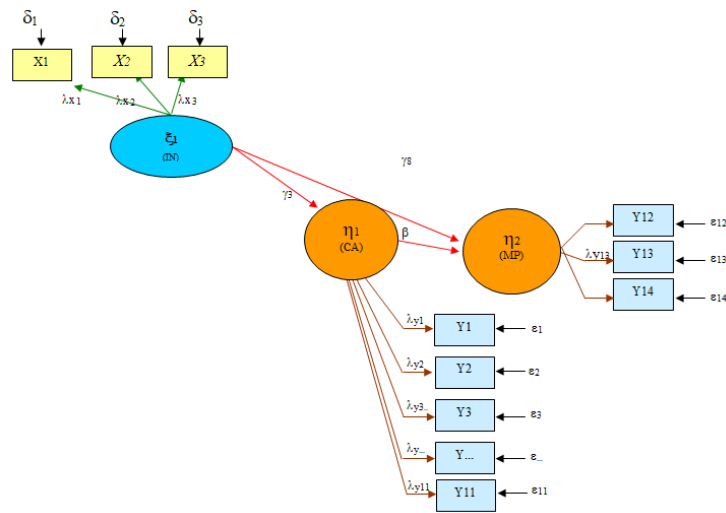 δ1 δ2 δ3
X1 X2 X3
λx1 λx2 λx3
ξ1
(IN)
γ8
γ3
η1
(CA)
β
η2
(MP)
Y12 ε12
λy13 Y13 ε13
Y14 ε14
λy1 Y1 ε1
λy2 Y2 ε2
λy3.. Y3 ε3
λy... Y... ε...
λy11 Y11 ε11